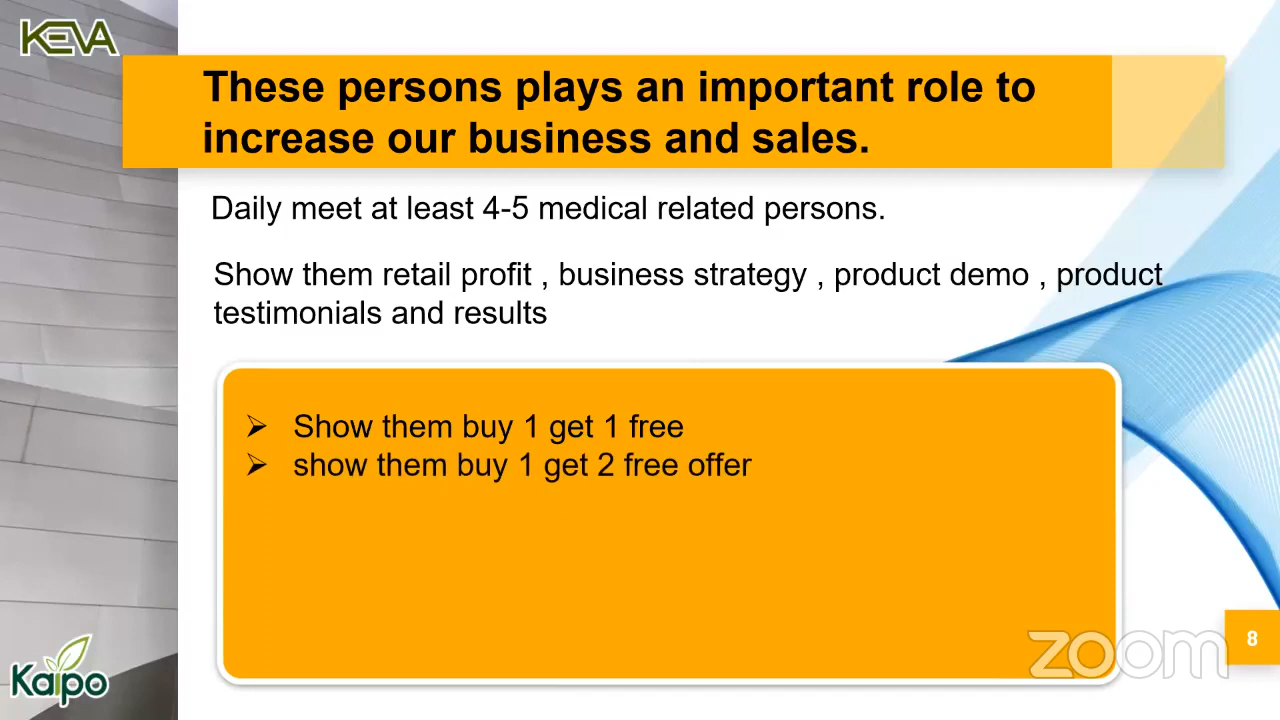 KEVA
These persons plays an important role to
increase our business and sales.
Daily meet at least 4-5 medical related persons.
Show them retail profit , business strategy , product demo , product
testimonials and results
➢ Show them buy 1 get 1 free
➢ show them buy 1 get 2 free offer
zoom
8
Kaipo